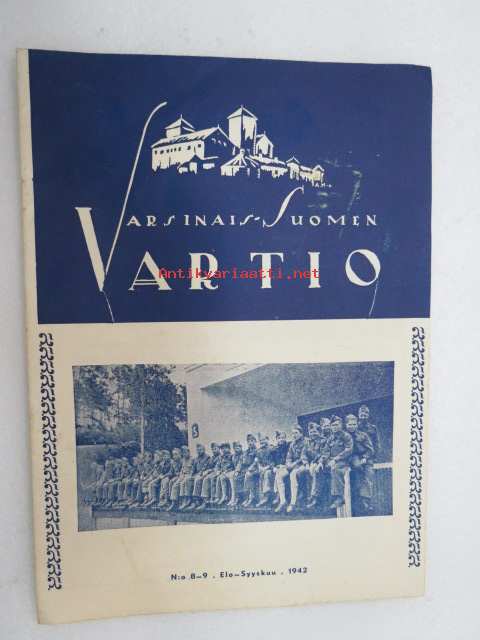 VARSINAIS-SUOMEN
VARTIO
Antikvariaatti.net
N:o 8-9 . Elo-Syyskuu . 1942